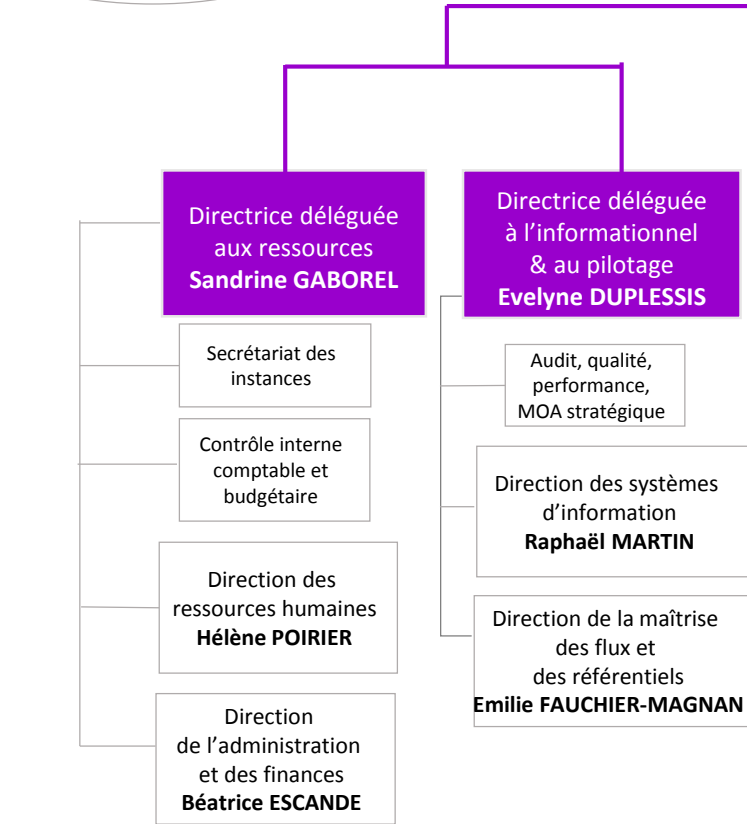 Directrice déléguée
aux ressources
Sandrine GABOREL
Secrétariat des
instances
Contrôle interne
comptable et
budgétaire
Direction des
ressources humaines
Hélène POIRIER
Direction
de l’administration
et des finances
Béatrice ESCANDE
Directrice déléguée
à l’informationnel
& au pilotage
Evelyne DUPLESSIS
Audit, qualité,
performance,
MOA stratégique
Direction des systèmes
d’information
Raphaël MARTIN
Direction de la maîtrise
des flux et
des référentiels
Emilie FAUCHIER-MAGNAN